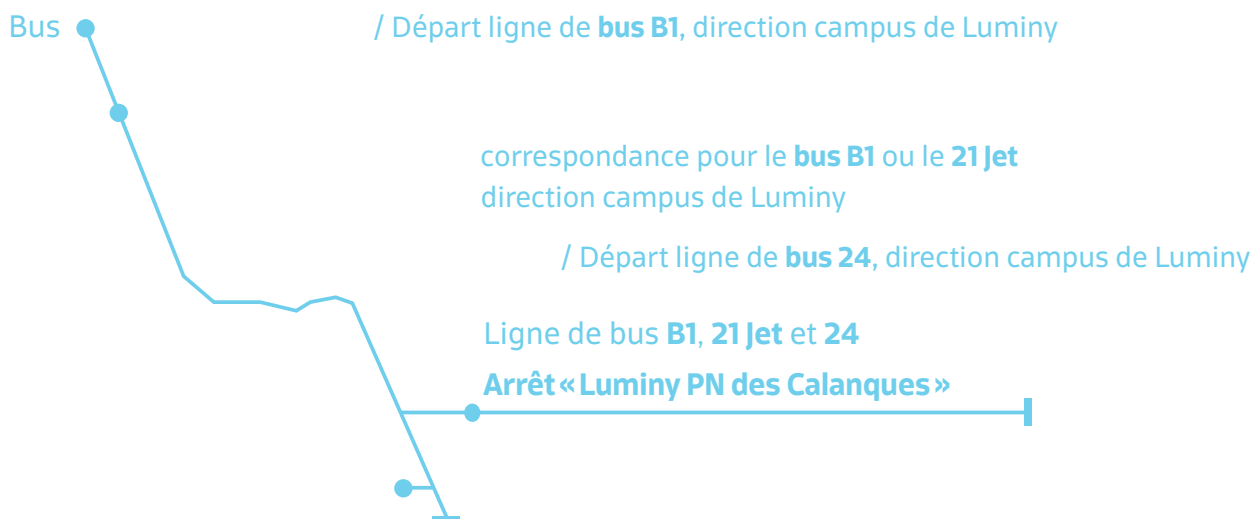 Bus
/ Départ ligne de bus B1, direction campus de Luminy
correspondance pour le bus B1 ou le 21 Jet
direction campus de Luminy
/ Départ ligne de bus 24, direction campus de Luminy
Ligne de bus B1, 21 Jet et 24
Arrêt « Luminy PN des Calanques »